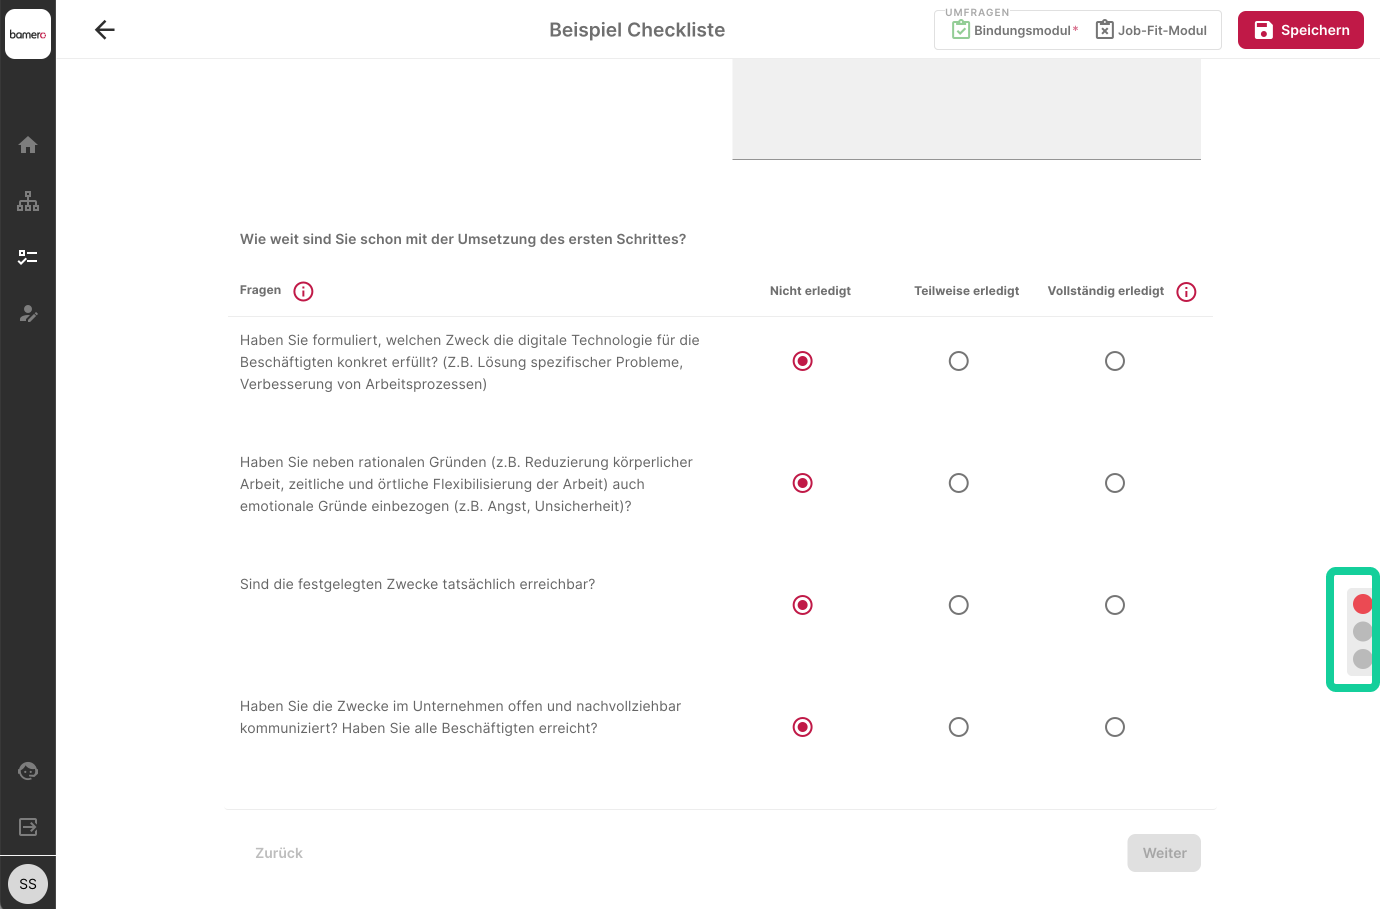 bamero
Beispiel Checkliste
UMFRAGEN
Bindungsmodul*
Job-Fit-Modul
Speichern
Wie weit sind Sie schon mit der Umsetzung des ersten Schrittes?
Fragen
Nicht erledigt
Teilweise erledigt
Vollständig erledigt
Haben Sie formuliert, welchen Zweck die digitale Technologie für die
Beschäftigten konkret erfüllt? (Z.B. Lösung spezifischer Probleme,
Verbesserung von Arbeitsprozessen)
Haben Sie neben rationalen Gründen (z.B. Reduzierung körperlicher
Arbeit, zeitliche und örtliche Flexibilisierung der Arbeit) auch
emotionale Gründe einbezogen (z.B. Angst, Unsicherheit)?
Sind die festgelegten Zwecke tatsächlich erreichbar?
Haben Sie die Zwecke im Unternehmen offen und nachvollziehbar
kommuniziert? Haben Sie alle Beschäftigten erreicht?
Zurück
Weiter
SS